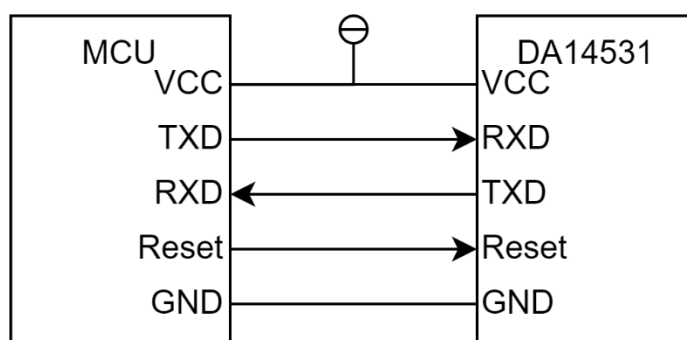 MCU
VCC
TXD
RXD
Reset
GND
DA14531
VCC
RXD
TXD
Reset
GND